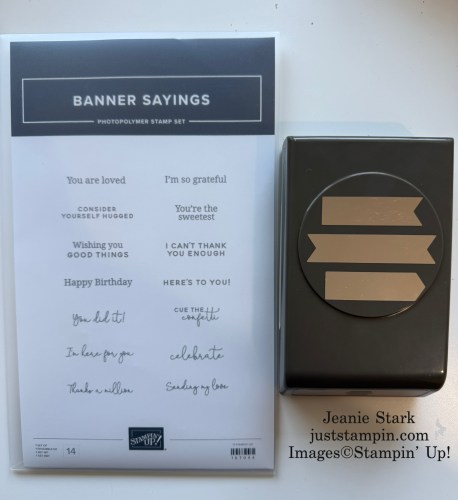 BANNER SAYINGS
PHOTOPOLYMER STAMP SET
You are loved
I'm so grateful
CONSIDER
YOURSELF HUGGED
You're the
sweetest
Wishing you
GOOD THINGS
I CAN'T THANK
YOU ENOUGH
Happy Birthday
HERE'S TO YOU!
You did it!
CUE THE
confetti
I'm here for you
celebrate
Thanks a million
Sending my love
STAMPIN' UP!
14
Jeanie Stark
juststampin.com
Images©Stampin' Up!